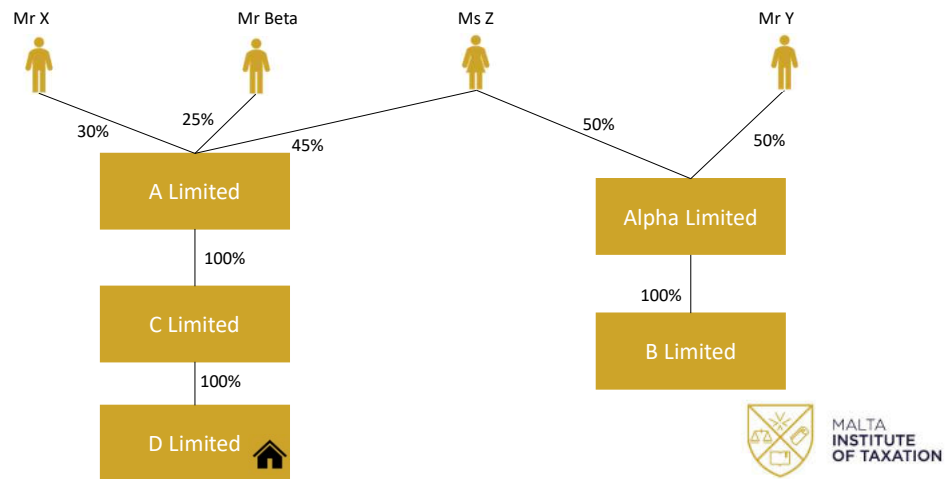 Mr X
Mr Beta
Ms Z
Mr Y
30%
25%
45%
50%
50%
A Limited
Alpha Limited
100%
100%
C Limited
B Limited
100%
D Limited
MALTA
INSTITUTE
OF TAXATION